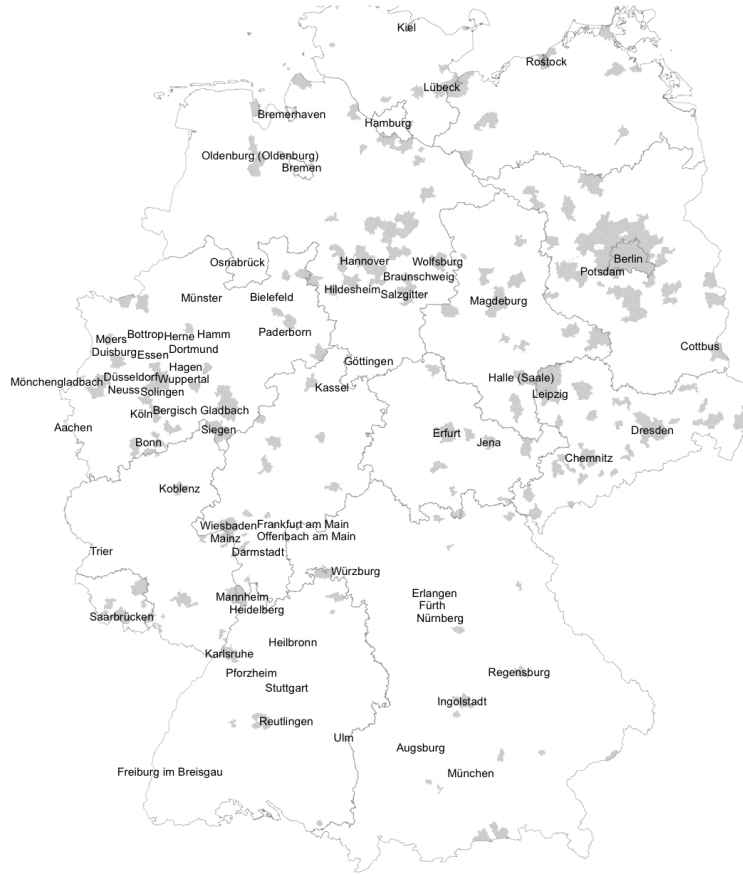 Kiel
Rostock
Lübeck
Bremerhaven
Hamburg
Oldenburg (Oldenburg)
Bremen
Osnabrück
Hannover
Wolfsburg
Berlin
Potsdam
Braunschweig
Münster
Bielefeld
Hildesheim
Salzgitter
Magdeburg
Paderborn
Moers
Bottrop
Herne
Hamm
Duisburg
Essen
Dortmund
Cottbus
Göttingen
Hagen
Mönchengladbach
Düsseldorf
Wuppertal
Kassel
Halle (Saale)
Neuss
Solingen
Leipzig
Köln
Bergisch Gladbach
Aachen
Siegen
Erfurt
Dresden
Bonn
Jena
Chemnitz
Koblenz
Wiesbaden
Frankfurt am Main
Mainz
Offenbach am Main
Trier
Darmstadt
Würzburg
Mannheim
Erlangen
Heidelberg
Fürth
Saarbrücken
Nürnberg
Heilbronn
Karlsruhe
Pforzheim
Regensburg
Stuttgart
Ingolstadt
Reutlingen
Ulm
Augsburg
Freiburg im Breisgau
München